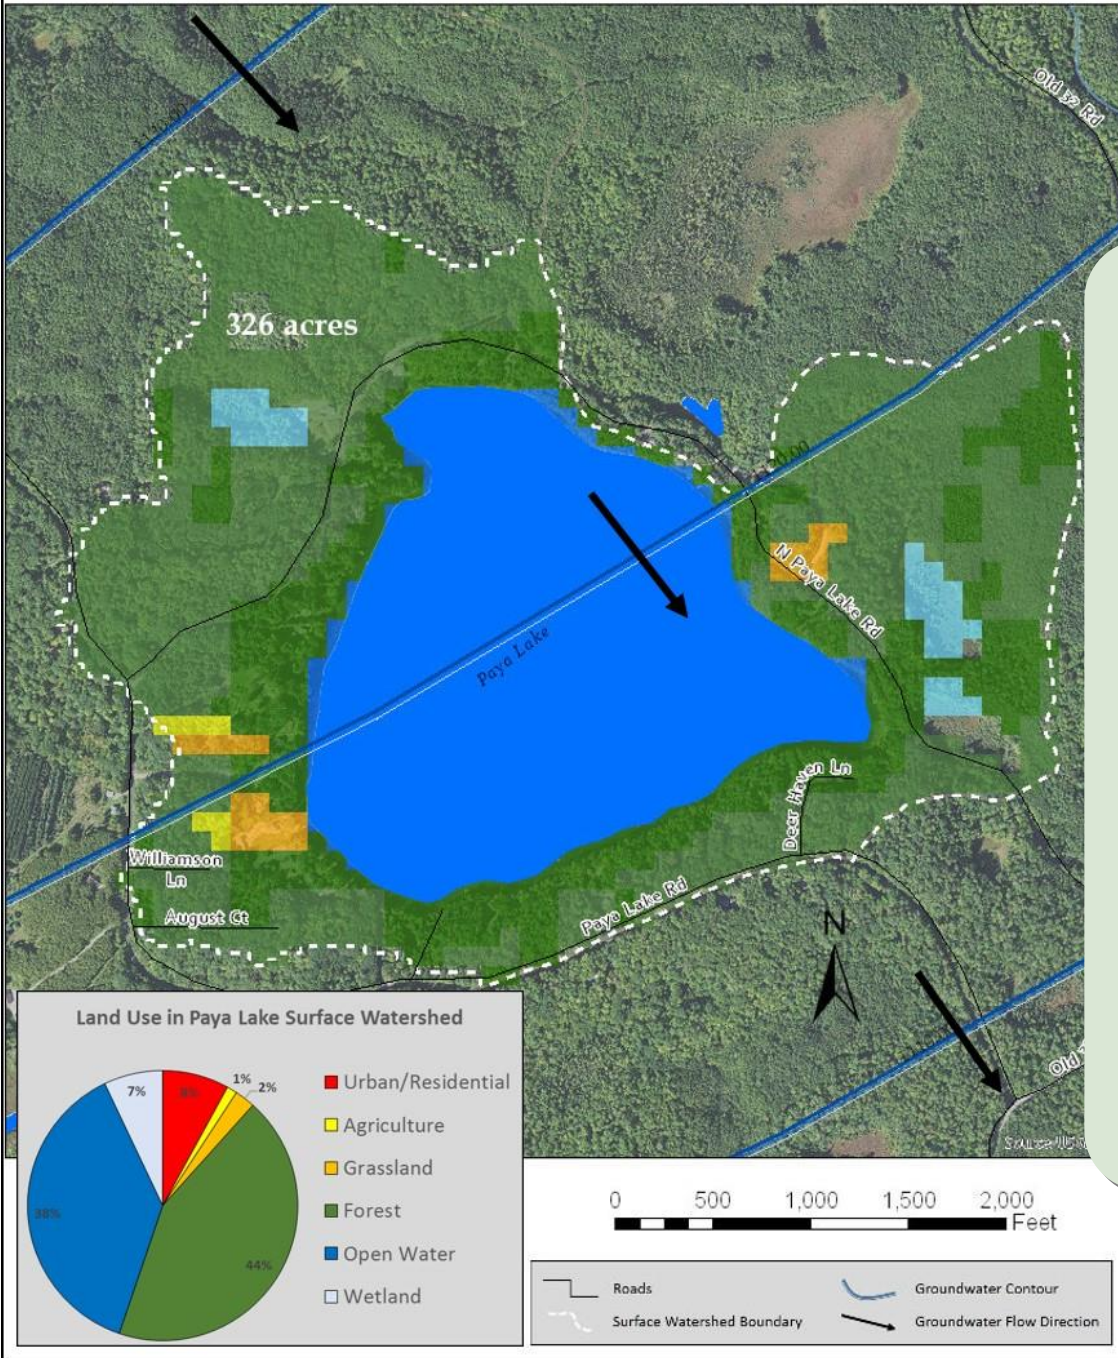 Old 32 Rd
326 acres
N Paya Lake Rd
Paya Lake
Deer Haven Ln
Williamson
Ln
August Ct
Paya Lake Rd
N
Old
Land Use in Paya Lake Surface Watershed
7%
8%
1%
2%
38%
44%
Urban/Residential
Agriculture
Grassland
Forest
Open Water
Wetland
0 500 1,000 1,500 2,000
Feet
Roads
Groundwater Contour
Surface Watershed Boundary
Groundwater Flow Direction